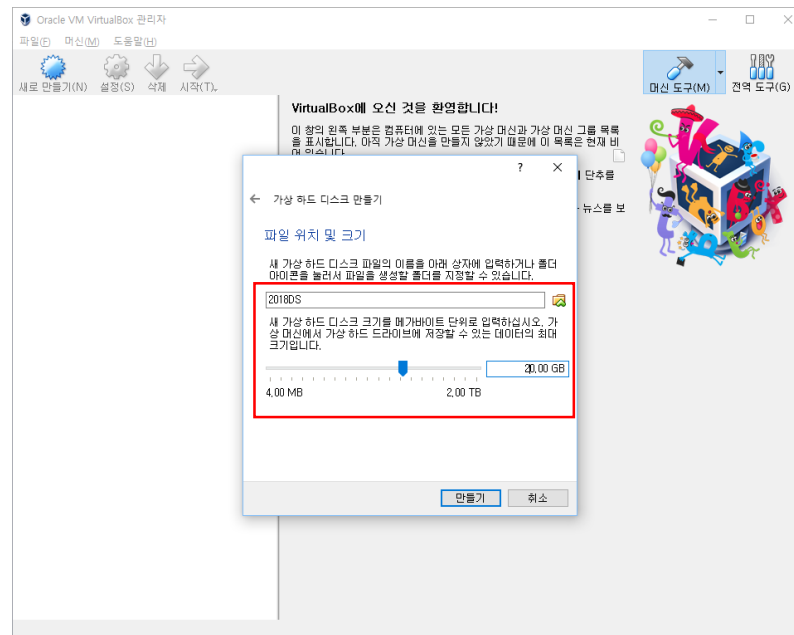 Oracle VM VirtualBox 관리자
파일(F) 머신(M) 도움말(H)
새로 만들기(N) 설정(S) 삭제 시작(T)
머신 도구(M) 전역 도구(G)
VirtualBox에 오신 것을 환영합니다!
이 창의 왼쪽 부분은 컴퓨터에 있는 모든 가상 머신과 가상 머신 그룹 목록
을 표시합니다. 아직 가상 머신을 만들지 않았기 때문에 이 목록은 현재 비
어 있습니다.
단추를
뉴스를 보
?
가상 하드 디스크 만들기
파일 위치 및 크기
새 가상 하드 디스크 파일의 이름을 아래 상자에 입력하거나 폴더
아이콘을 눌러서 파일을 생성할 폴더를 지정할 수 있습니다.
2018DS
새 가상 하드 디스크 크기를 메가바이트 단위로 입력하십시오. 가
상 머신에서 가상 하드 드라이브에 저장할 수 있는 데이터의 최대
크기입니다.
20,00 GB
4,00 MB 2,00 TB
만들기 취소